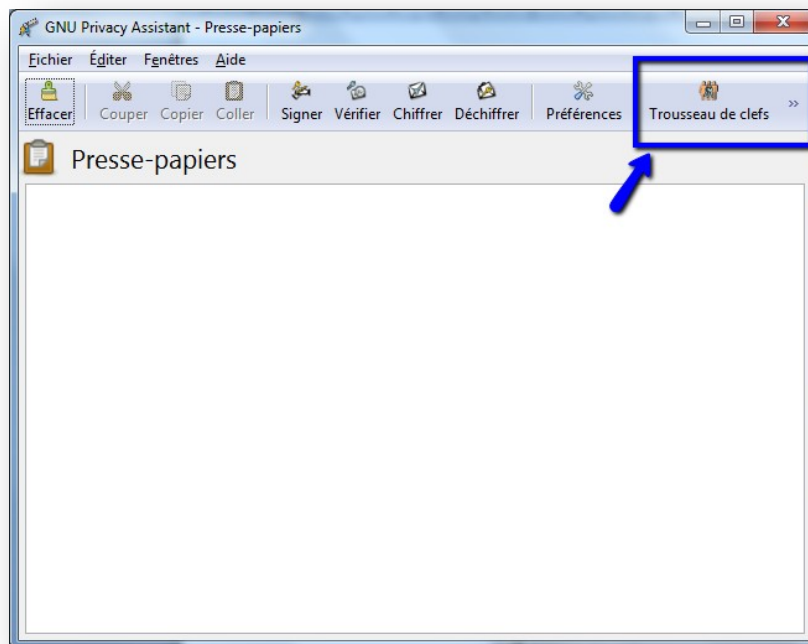 GNU Privacy Assistant - Presse-papiers
Fichier Éditer Fenêtres Aide
Effacer Couper Copier Coller Signer Vérifier Chiffrer Déchiffrer Préférences Trousseau de clefs »
Presse-papiers